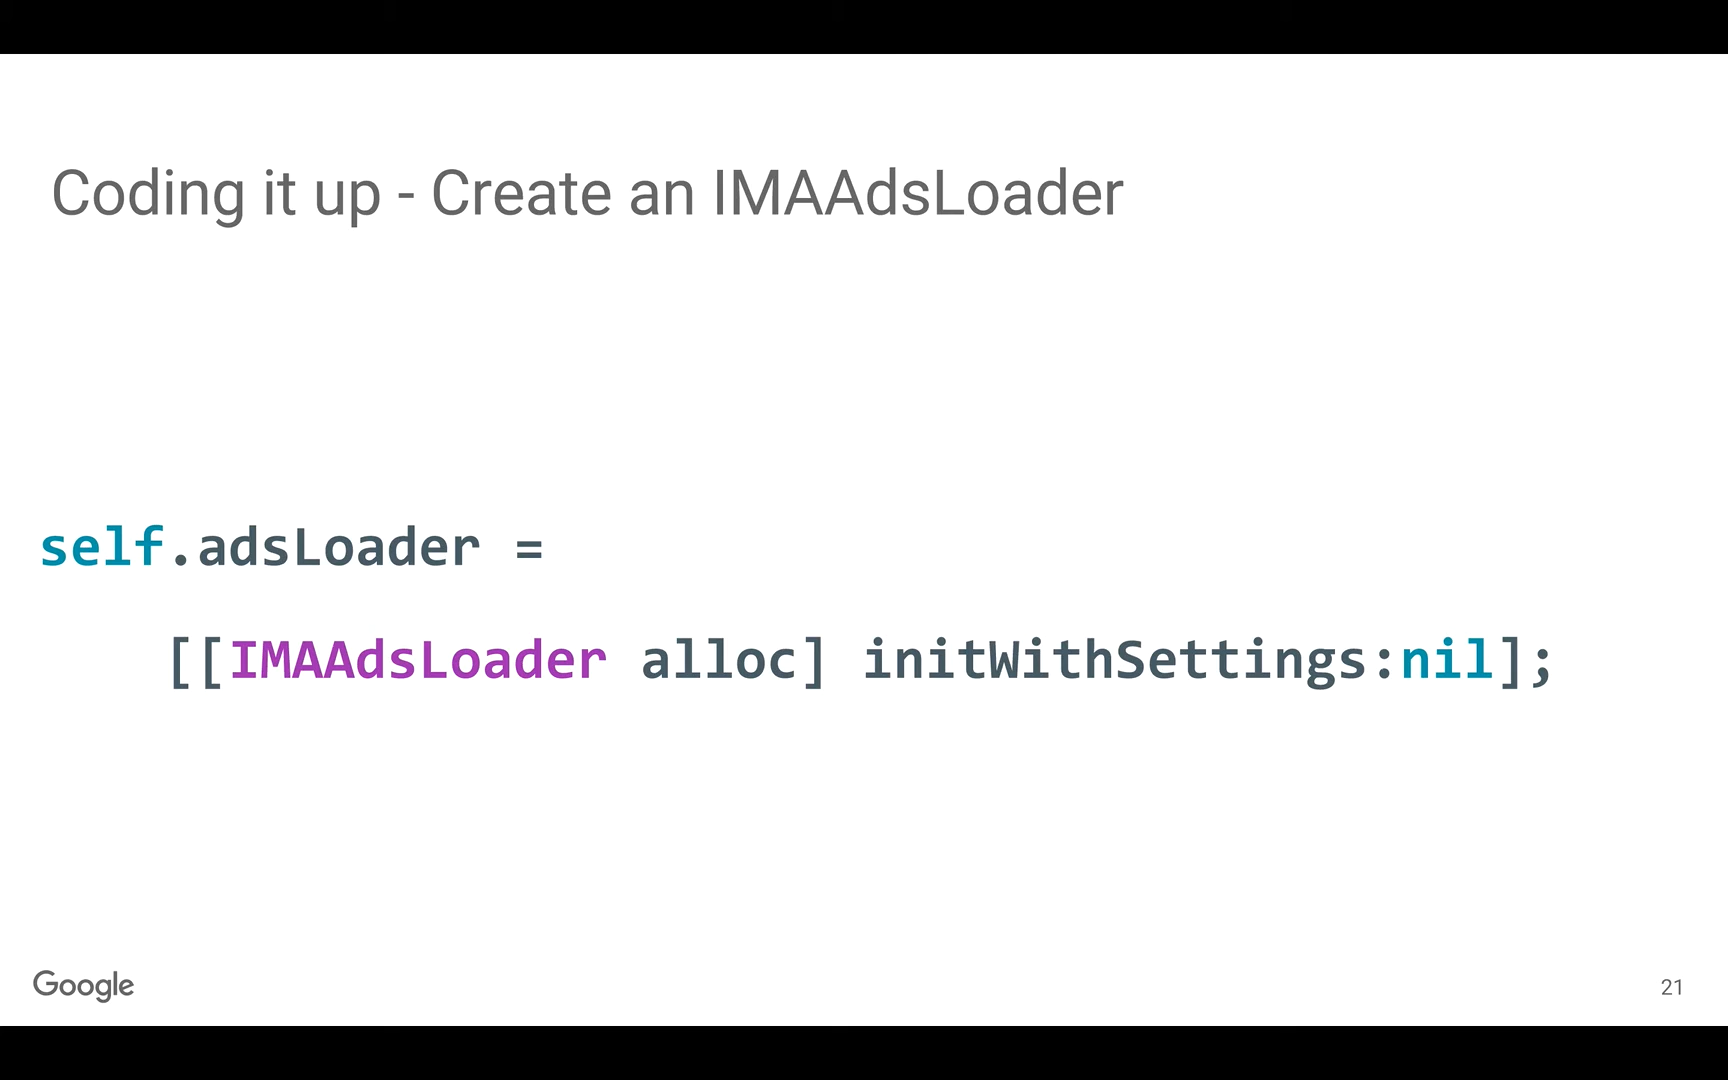 Coding it up - Create an IMAAdsLoader
self.adsLoader =
[[IMAAdsLoader alloc] initWithSettings:nil];
Google
21